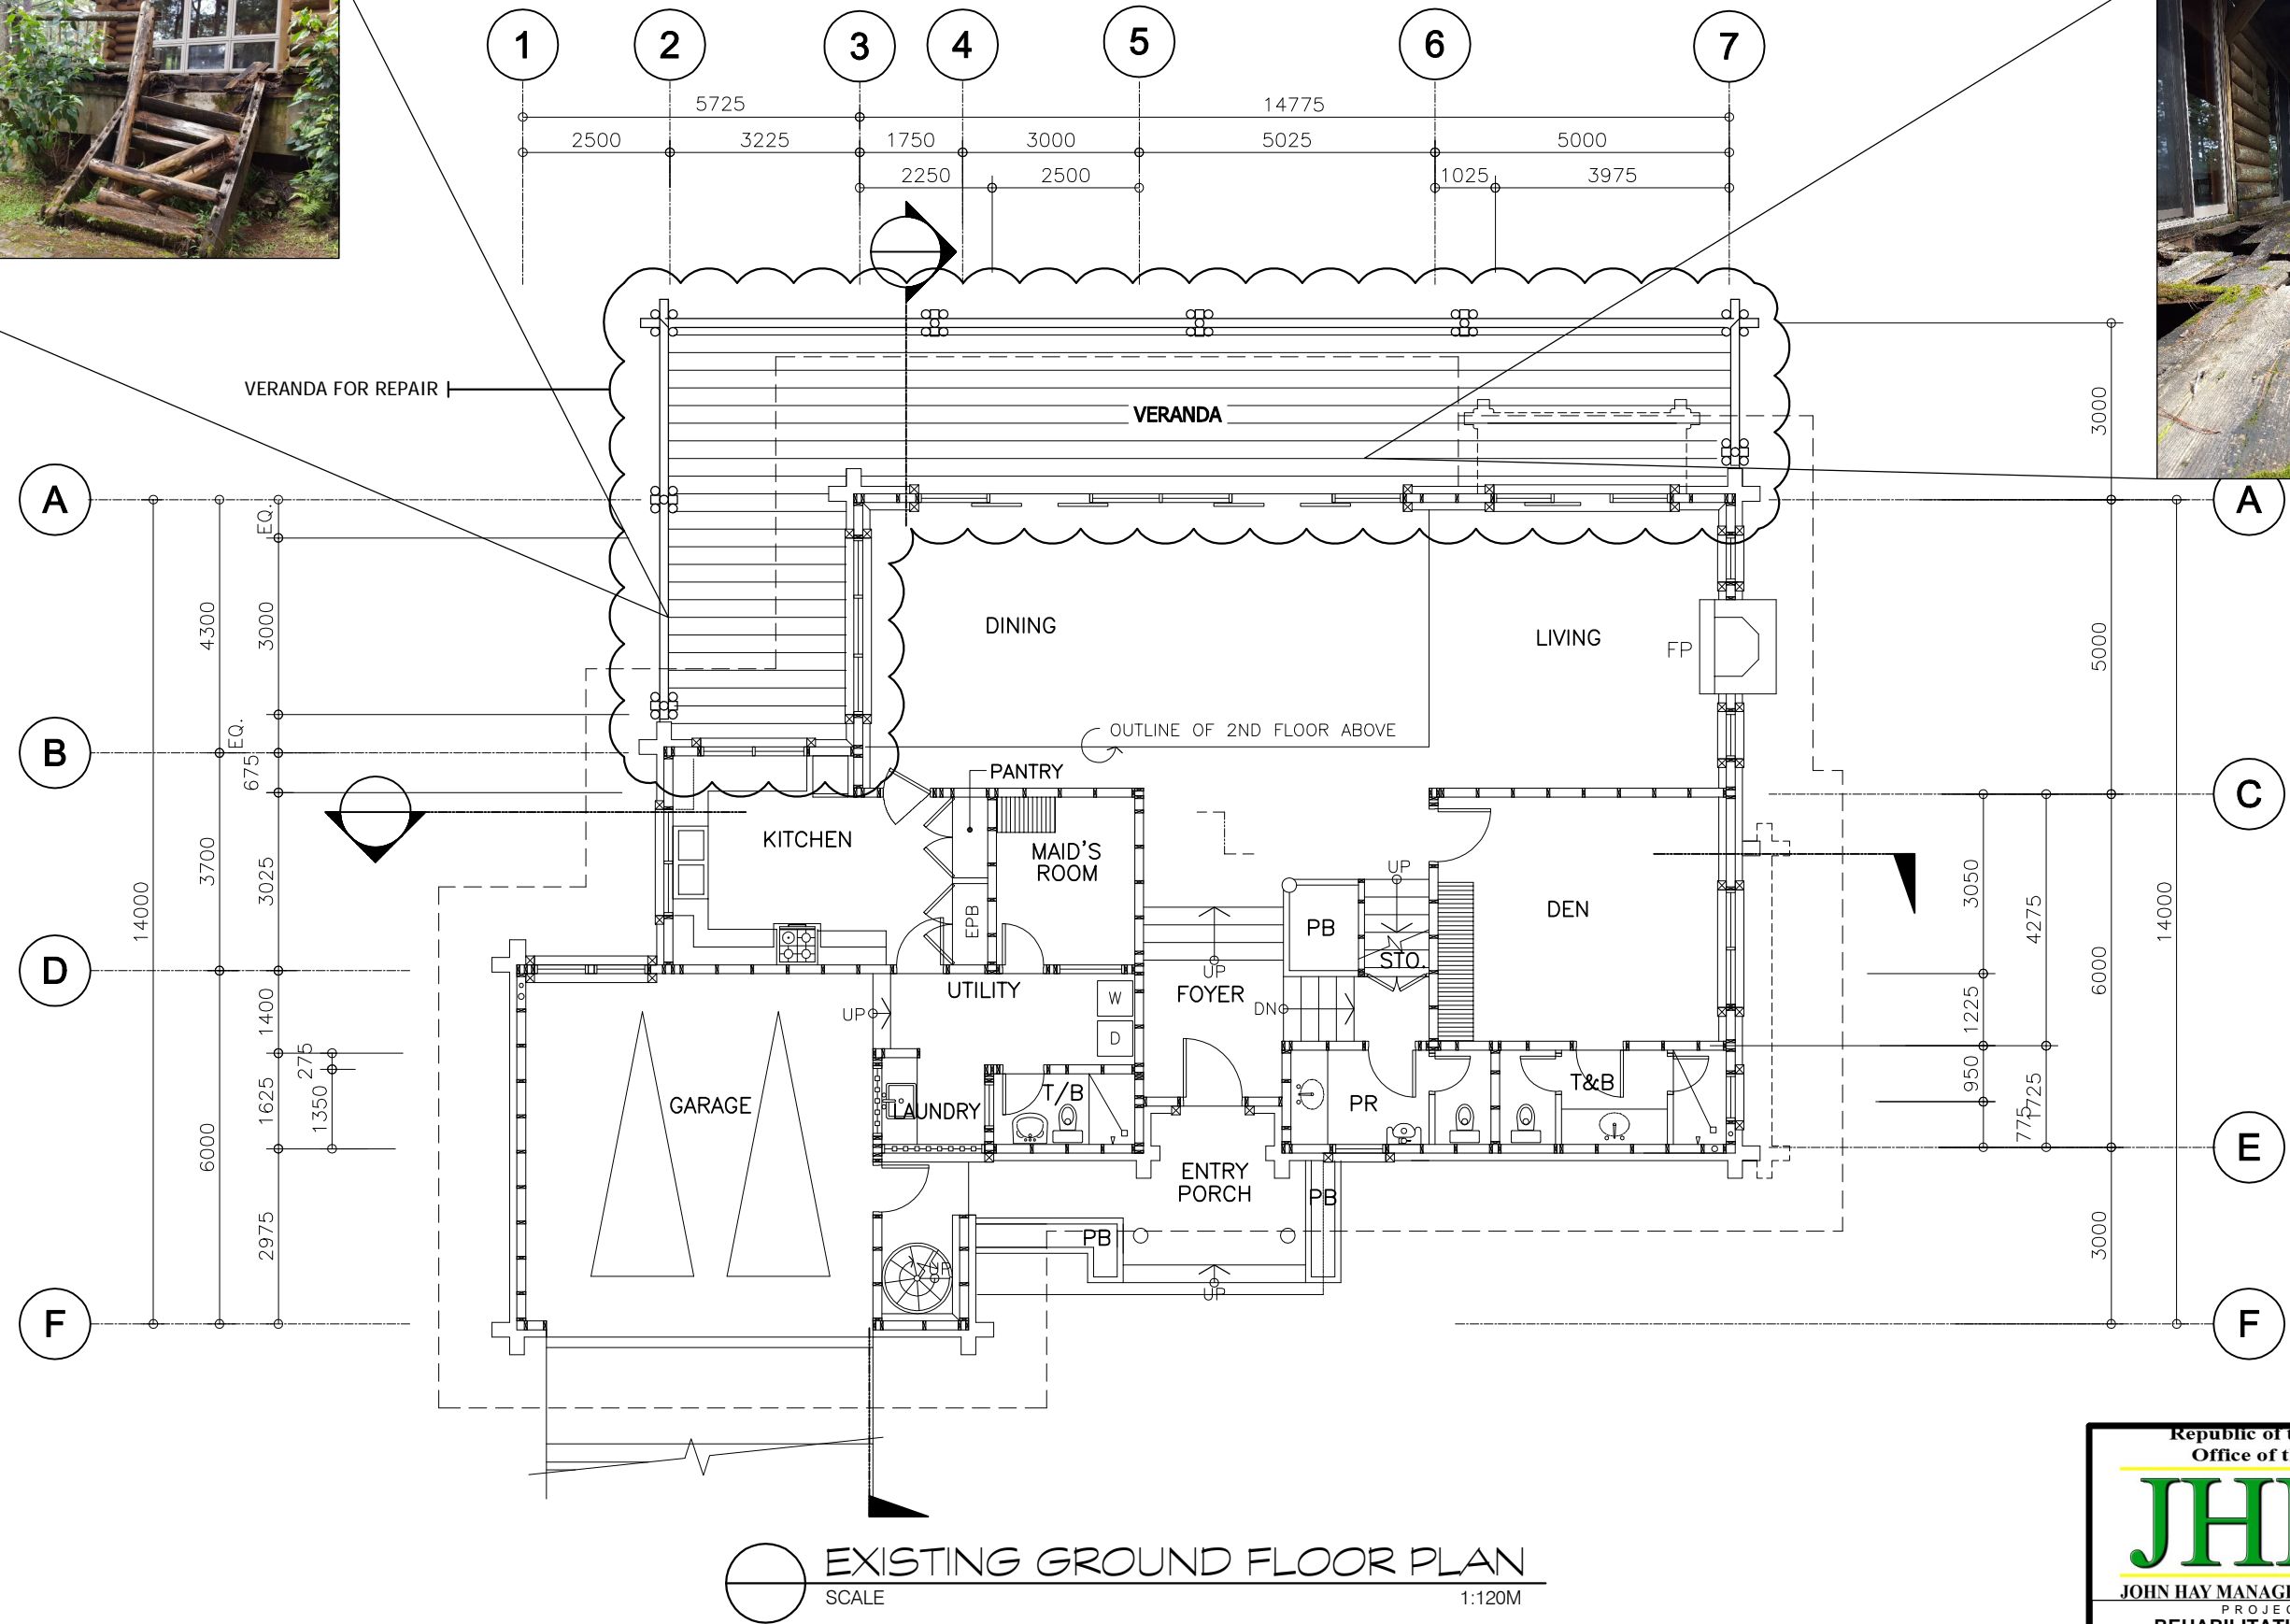 1 2 3 4 5 6 7
5725 14775
2500 3225 1750 3000 5025 5000
2250 2500 1025 3975
VERANDA FOR REPAIR
VERANDA
3000
A A
EQ.
4300 3000 5000
DINING
LIVING
FP
EQ.
OUTLINE OF 2ND FLOOR ABOVE
B
675
PANTRY
C
KITCHEN
MAID'S
ROOM
UP
3700 3025
14000
EPB
PB
DEN
3050
4275
14000
STO.
D
UP
UTILITY
FOYER
6000
W
DN
UP
1400
D
1225
275
1625
1350
GARAGE
LAUNDRY
T/B
PR
T&B
950
1725
775
6000
E
ENTRY
PORCH
PB
PB
2975
3000
UP
UP
F F
EXISTING GROUND FLOOR PLAN
SCALE 1:120M
Republic of
Office of
JH
JOHN HAY